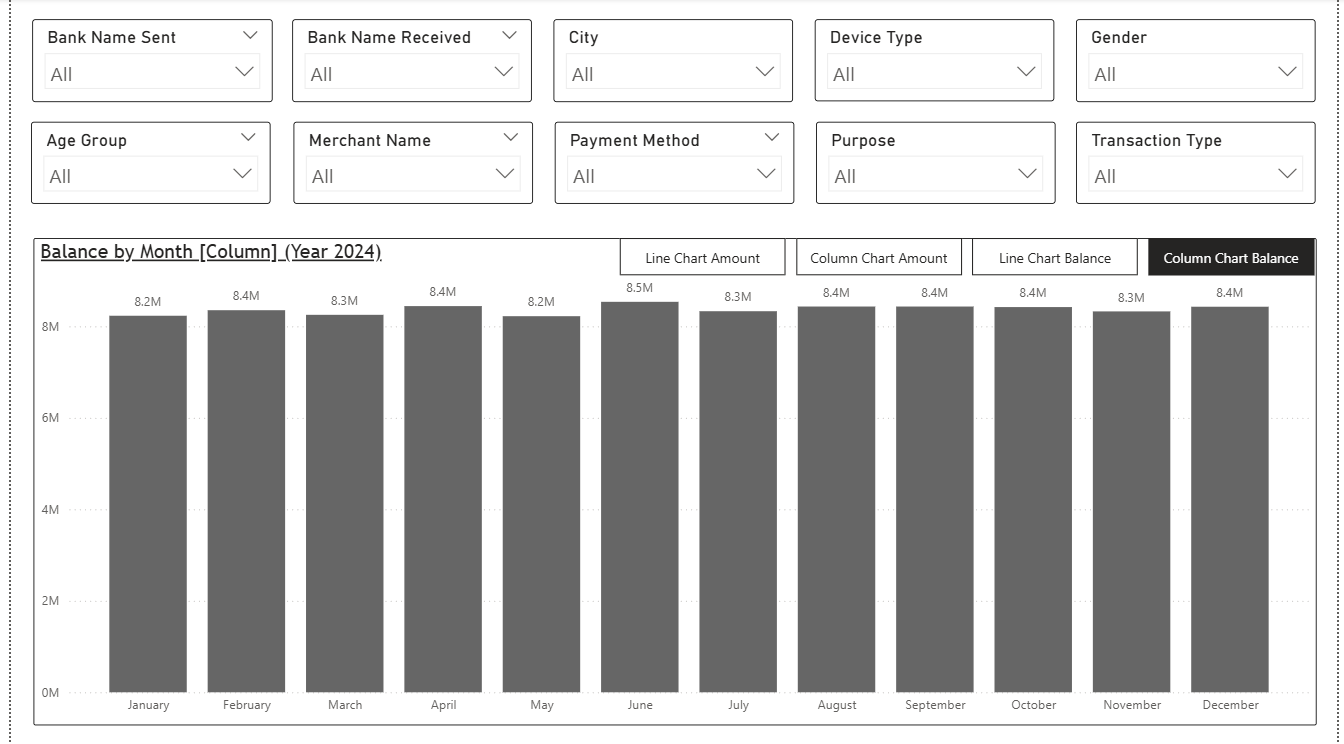 Bank Name Sent
All
Bank Name Received
All
City
All
Device Type
All
Gender
All
Age Group
All
Merchant Name
All
Payment Method
All
Purpose
All
Transaction Type
All
Balance by Month [Column] (Year 2024)
Line Chart Amount
Column Chart Amount
Line Chart Balance
Column Chart Balance
8.2M 8.4M 8.3M 8.4M 8.2M 8.5M 8.3M 8.4M 8.4M 8.4M 8.3M 8.4M
8M
6M
4M
2M
0M
January February March April May June July August September October November December